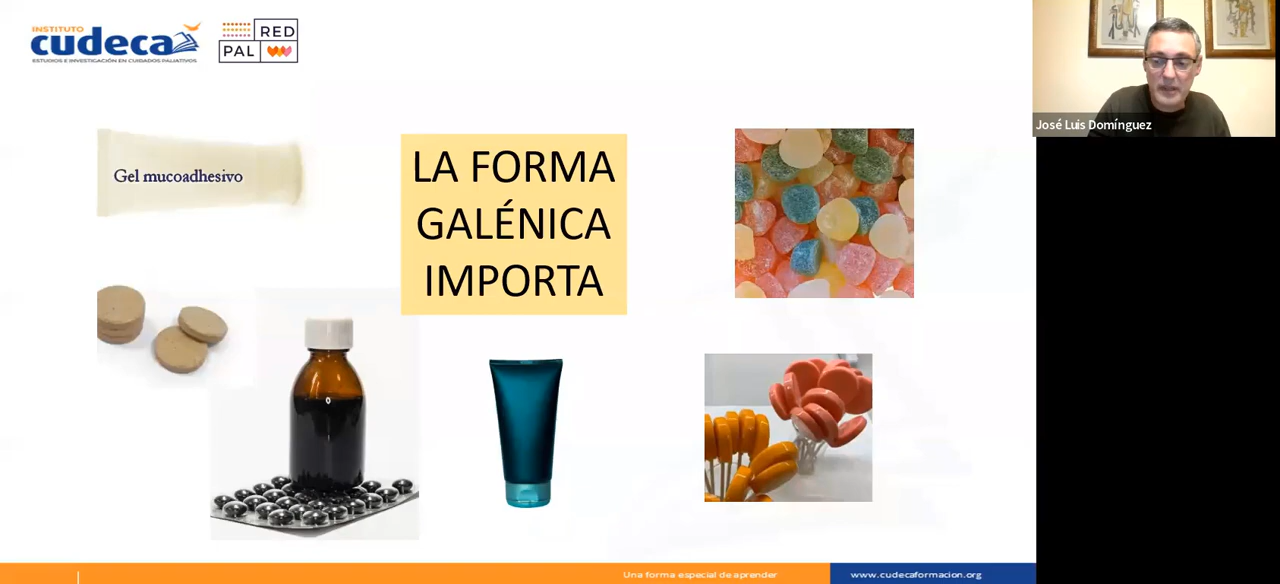 INSTITUTO
cudeca
ESTUDIOS E INVESTIGACIÓN EN CUIDADOS PALIATIVOS
RED
PAL
José Luis Domínguez
Gel mucoadhesivo
LA FORMA
GALÉNICA
IMPORTA
Una forma especial de aprender
www.cudecaformacion.org